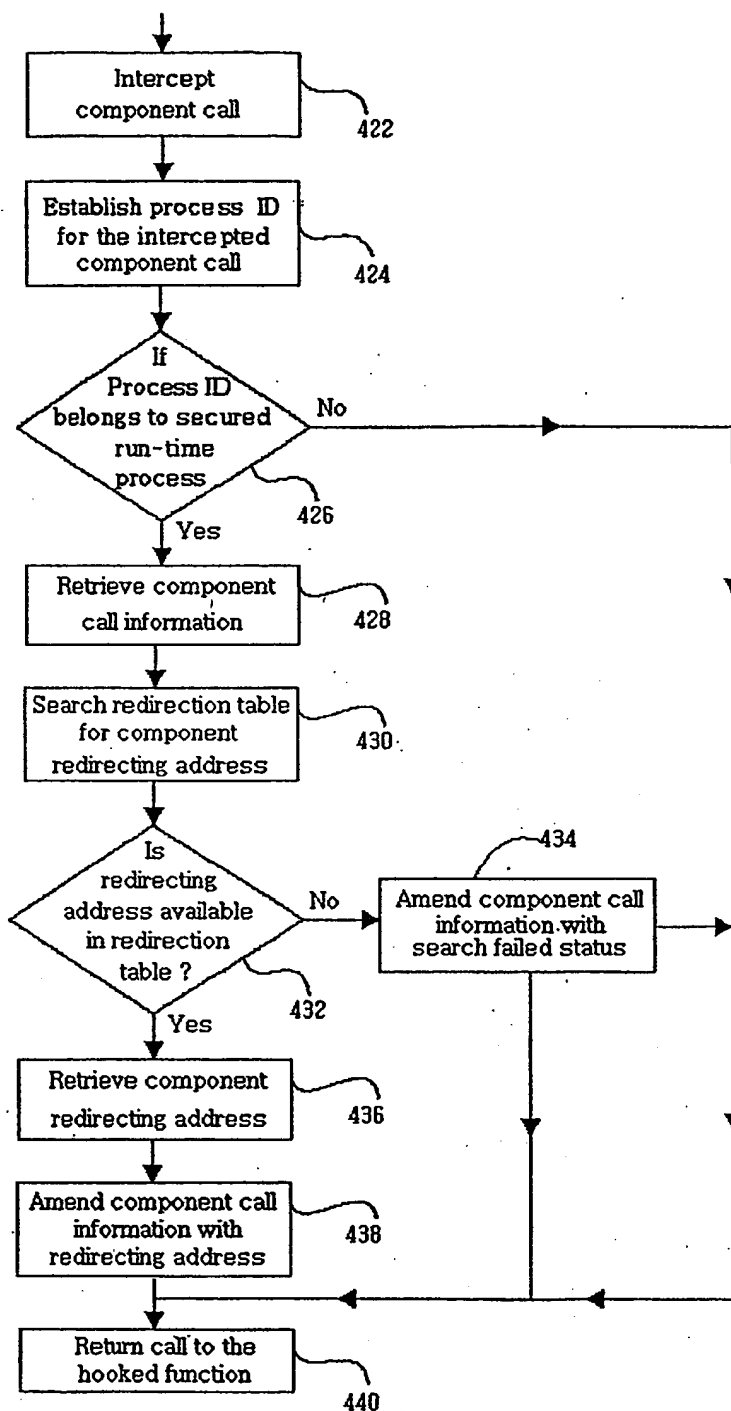 Intercept
component call
422
Establish process ID
for the intercepted
component call
424
If
Process ID
belongs to secured
run-time
process
No
426
Yes
Retrieve component
call information
428
Search redirection table
for component
redirecting address
430
Is
redirecting
address available
in redirection
table ?
No
432
434
Amend component call
information with
search failed status
Yes
Retrieve component
redirecting address
436
Amend component call
information with
redirecting address
438
Return call to the
hooked function
440